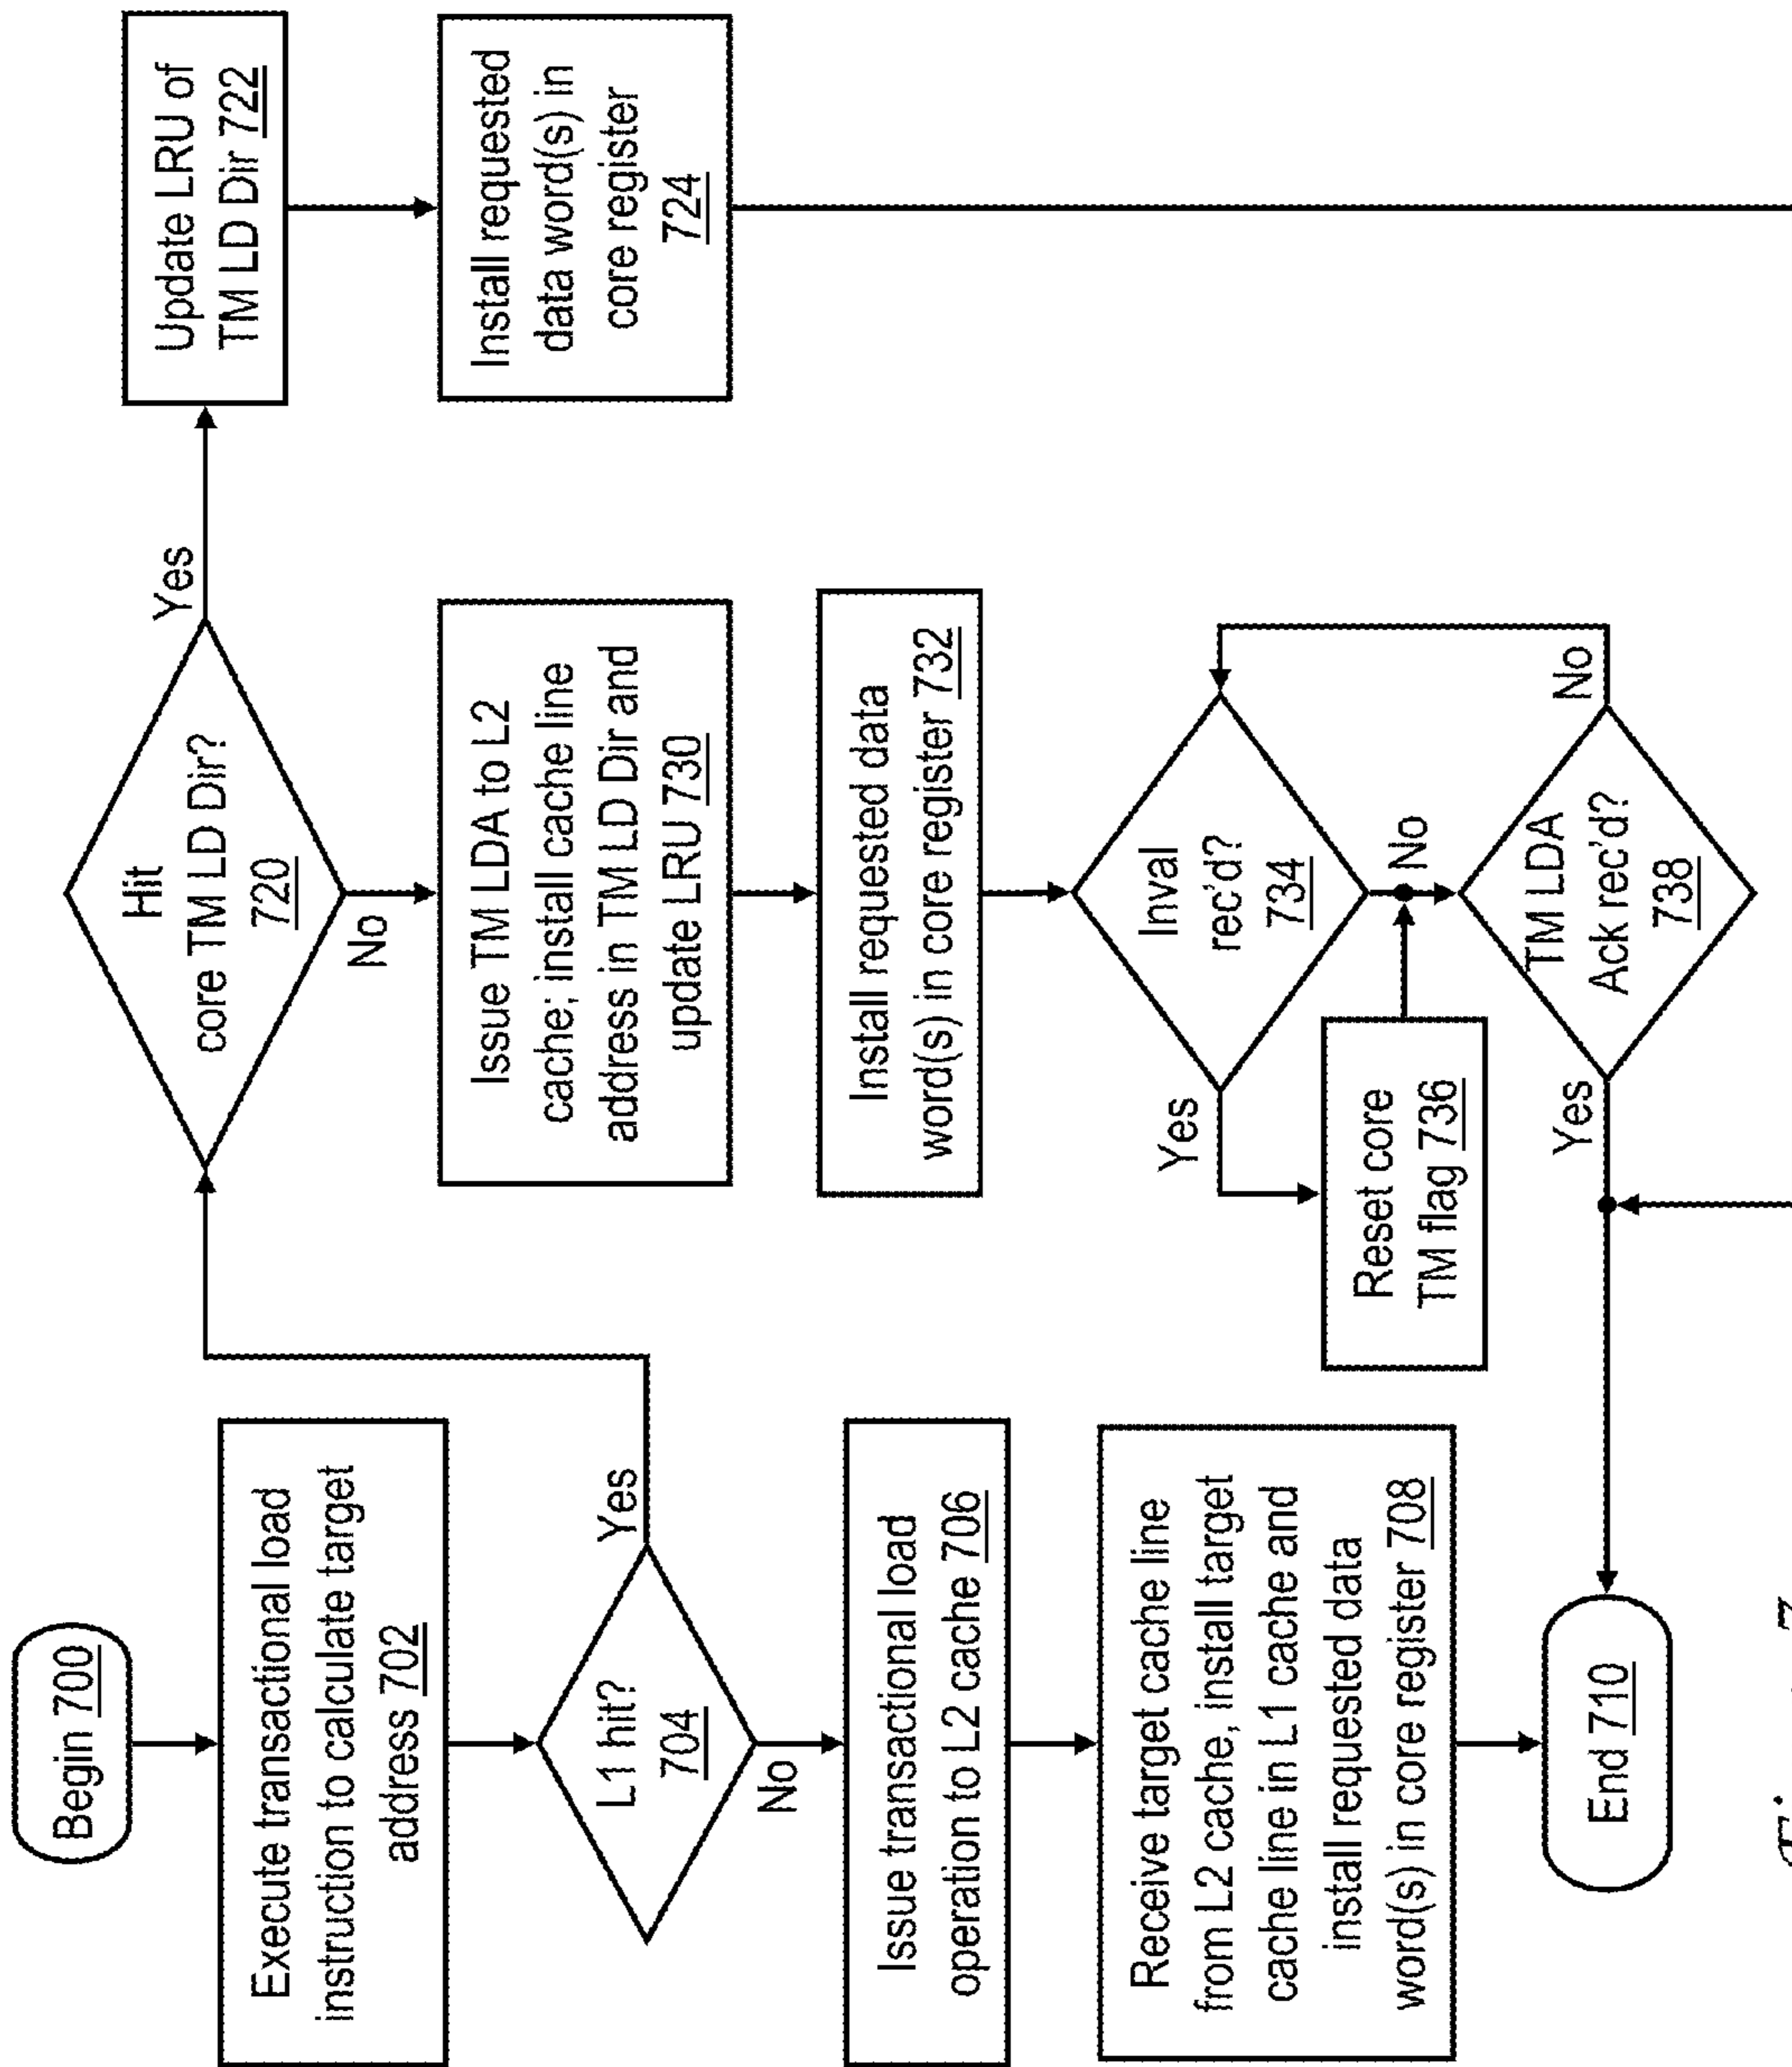 Begin 700
Execute transactional load
instruction to calculate target
address 702
L1 hit?
704
Yes
No
Issue transactional load
operation to L2 cache 706
Receive target cache line
from L2 cache, install target
cache line in L1 cache and
install requested data
word(s) in core register 708
End 710
Hit
core TM LD Dir?
720
Yes
No
Update LRU of
TM LD Dir 722
Install requested
data word(s) in
core register
724
Issue TM LDA to L2
cache; install cache line
address in TM LD Dir and
update LRU 730
Install requested data
word(s) in core register 732
Inval
rec'd?
734
Yes
No
Reset core
TM flag 736
TM LDA
Ack rec'd?
738
Yes
No